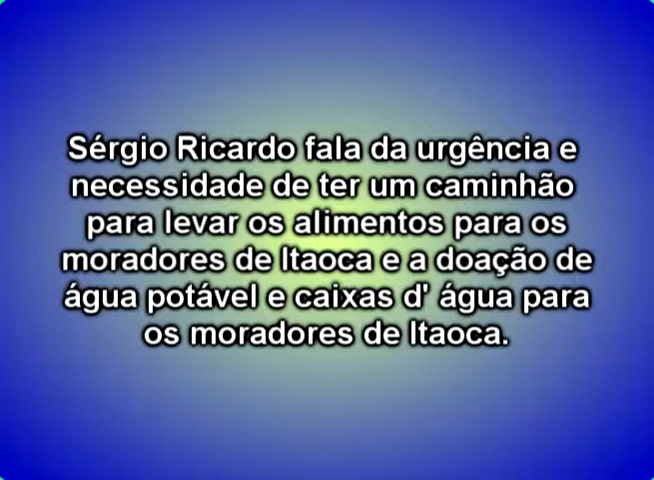 Sérgio Ricardo fala da urgência e
necessidade de ter um caminhão
para levar os alimentos para os
moradores de Itaoca e a doação de
água potável e caixas d' água para
os moradores de Itaoca.